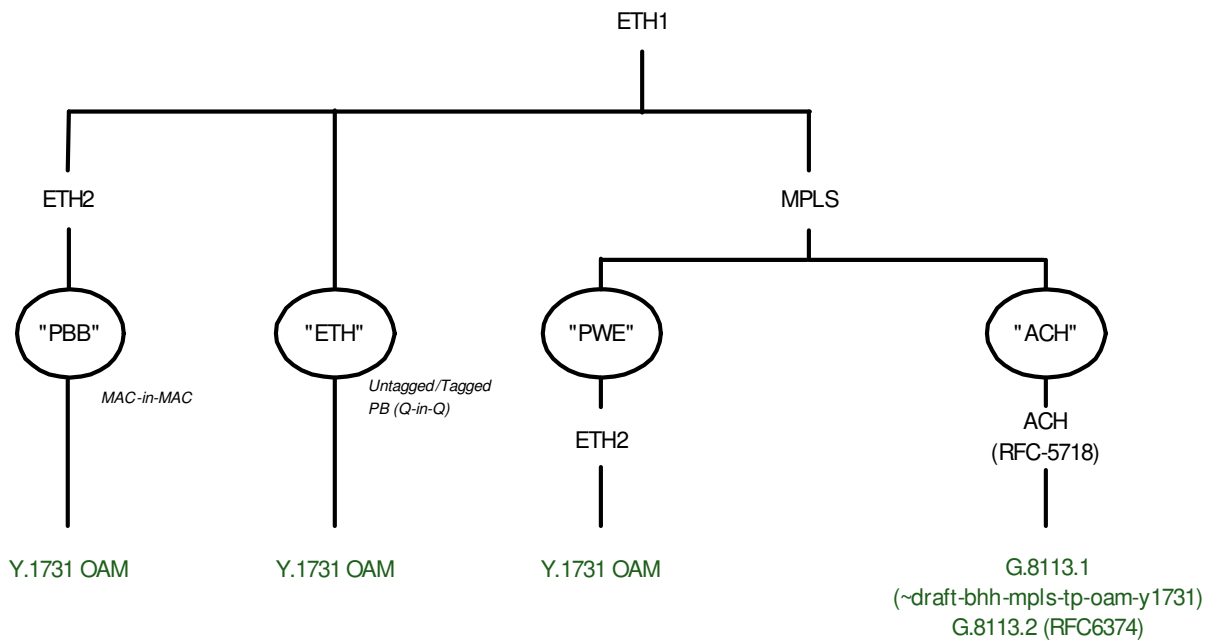 ETH1
ETH2
MPLS
"PBB"
"ETH"
"PWE"
"ACH"
MAC-in-MAC
Untagged/Tagged
PB (Q-in-Q)
ETH2
ACH
(RFC-5718)
Y.1731 OAM
Y.1731 OAM
Y.1731 OAM
G.8113.1
(~draft-bhh-mpls-tp-oam-y1731)
G.8113.2 (RFC6374)